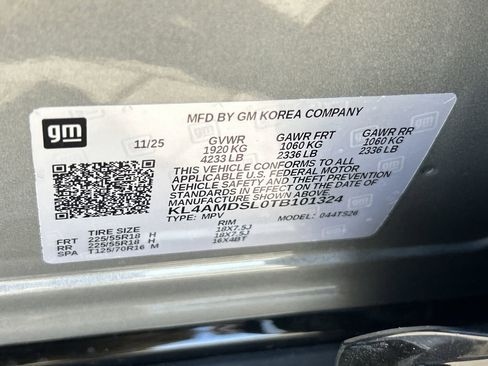 gm
MFD BY GM KOREA COMPANY
11/25 GVWR GAWR FRT GAWR RR
1920 KG 1060 KG 1060 KG
4233 LB 2336 LB 2336 LB
THIS VEHICLE CONFORMS TO ALL
APPLICABLE U.S. FEDERAL MOTOR
VEHICLE SAFETY AND THEFT PREVENTION
STANDARDS IN EFFECT ON THE DATE OF
MANUFACTURE SHOWN ABOVE
KL4AMDSL0TB101324
TYPE: MPV MODEL: 044TS26
TIRE SIZE RIM
FRT 225/55R18 H 18X7.5J
RR 225/55R18 H 18X7.5J
SPA T125/70R16 M 16X4BT